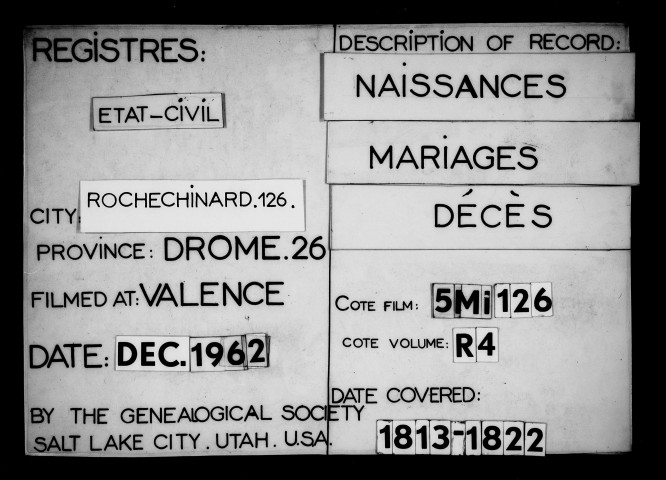 REGISTRES:
ETAT-CIVIL
CITY: ROCHECHINARD.126.
PROVINCE: DROME.26
FILMED AT: VALENCE
DATE: DEC. 1962
BY THE GENEALOGICAL SOCIETY
SALT LAKE CITY. UTAH. U.S.A.
DESCRIPTION OF RECORD:
NAISSANCES
MARIAGES
DÉCÈS
COTE FILM: 5Mi 126
COTE VOLUME: R4
DATE COVERED:
1813-1822